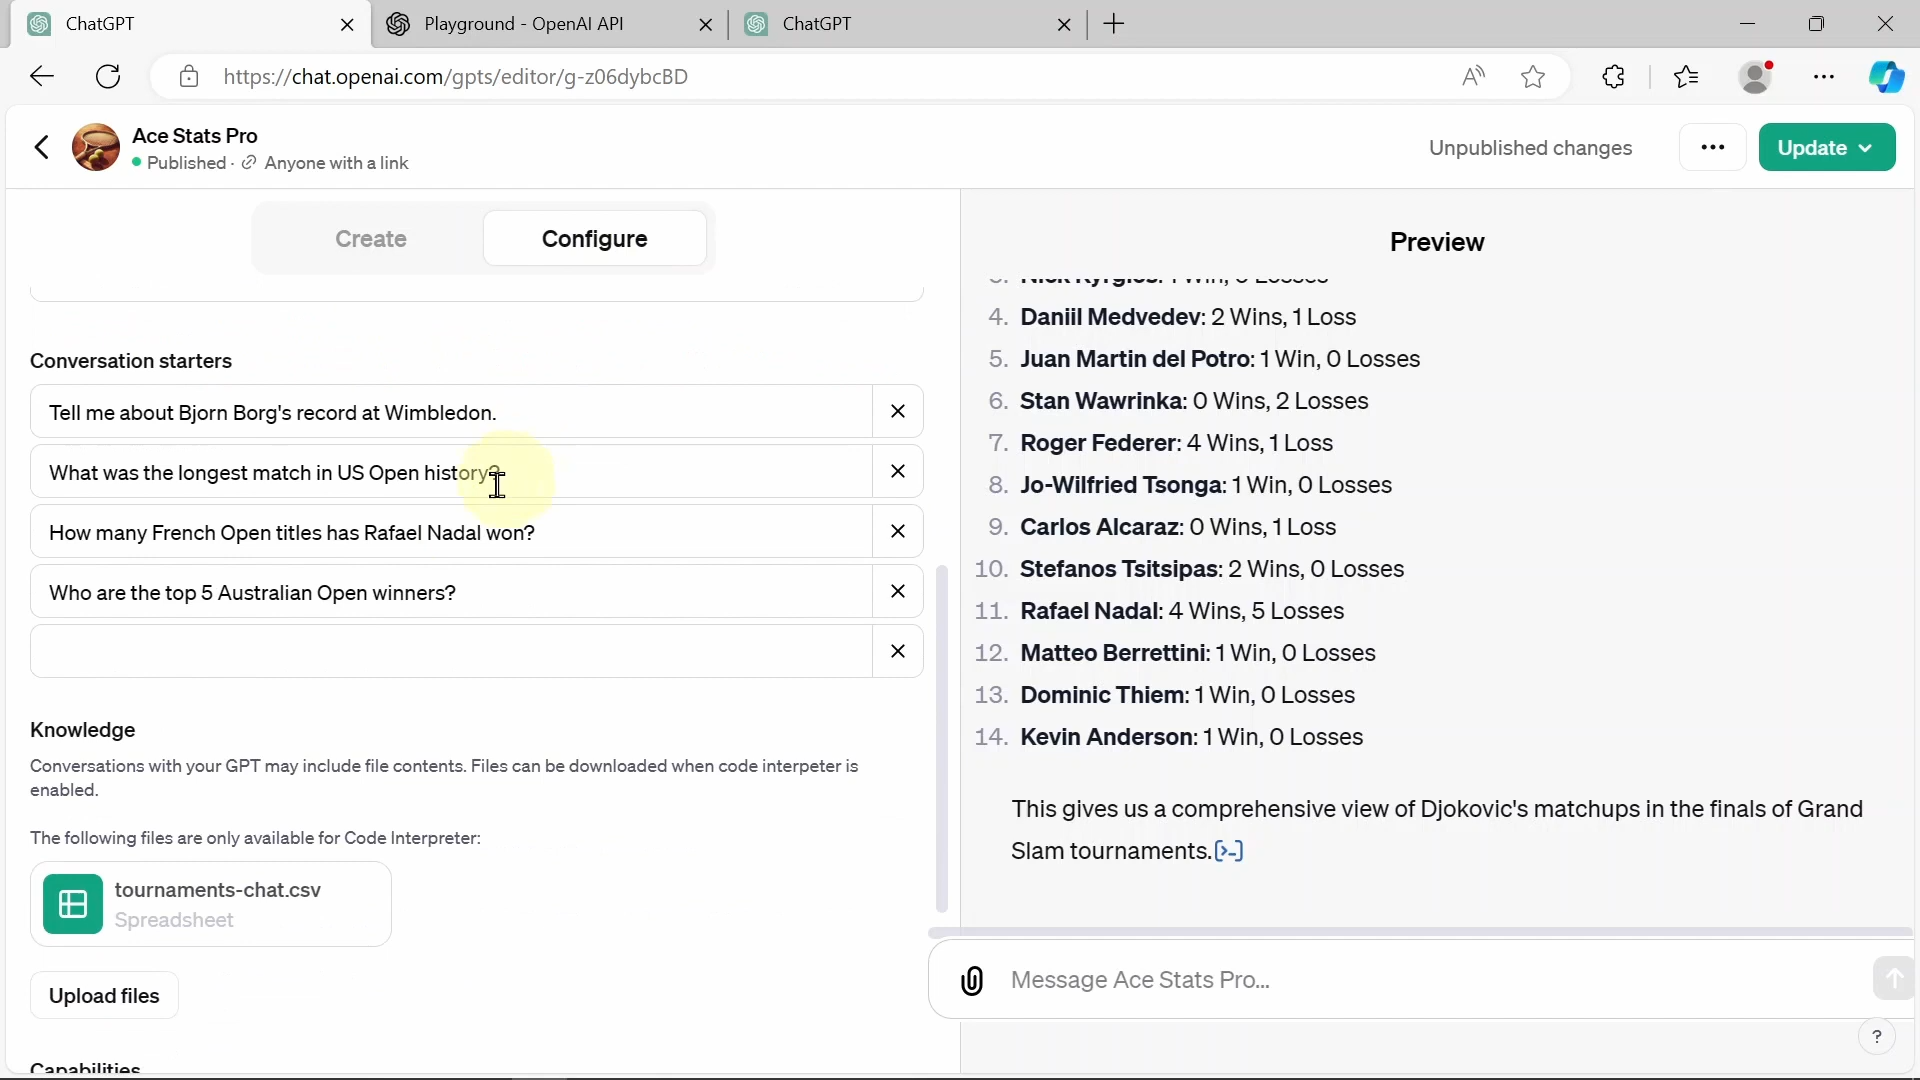 ChatGPT
Playground - OpenAI API
ChatGPT
https://chat.openai.com/gpts/editor/g-z06dybcBD
Ace Stats Pro
Published · Anyone with a link
Unpublished changes
Update
Create
Configure
Conversation starters
Tell me about Bjorn Borg's record at Wimbledon.
What was the longest match in US Open history?
How many French Open titles has Rafael Nadal won?
Who are the top 5 Australian Open winners?
Knowledge
Conversations with your GPT may include file contents. Files can be downloaded when code interpeter is
enabled.
The following files are only available for Code Interpreter:
tournaments-chat.csv
Spreadsheet
Upload files
Capabilities
Preview
4. Daniil Medvedev: 2 Wins, 1 Loss
5. Juan Martin del Potro: 1 Win, 0 Losses
6. Stan Wawrinka: 0 Wins, 2 Losses
7. Roger Federer: 4 Wins, 1 Loss
8. Jo-Wilfried Tsonga: 1 Win, 0 Losses
9. Carlos Alcaraz: 0 Wins, 1 Loss
10. Stefanos Tsitsipas: 2 Wins, 0 Losses
11. Rafael Nadal: 4 Wins, 5 Losses
12. Matteo Berrettini: 1 Win, 0 Losses
13. Dominic Thiem: 1 Win, 0 Losses
14. Kevin Anderson: 1 Win, 0 Losses
This gives us a comprehensive view of Djokovic's matchups in the finals of Grand
Slam tournaments. [>-]
Message Ace Stats Pro...
?